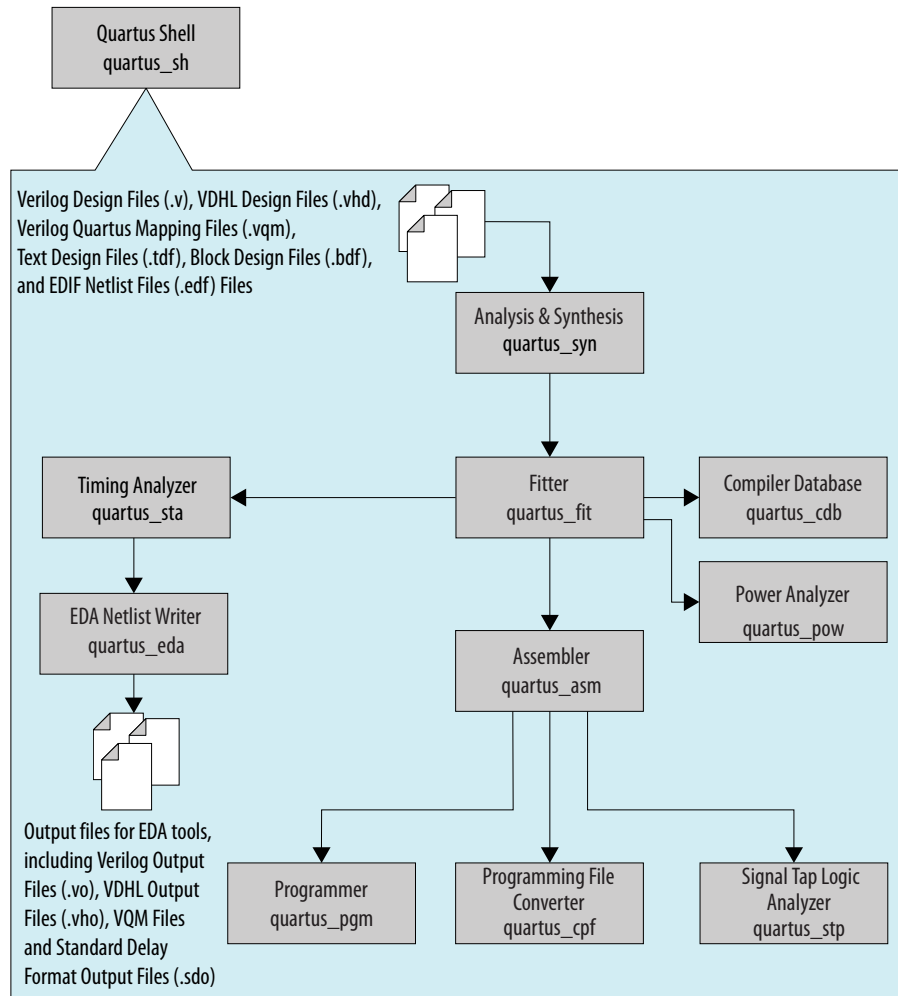 Quartus Shell
quartus_sh
Verilog Design Files (.v), VDHL Design Files (.vhd),
Verilog Quartus Mapping Files (.vqm),
Text Design Files (.tdf), Block Design Files (.bdf),
and EDIF Netlist Files (.edf) Files
Analysis & Synthesis
quartus_syn
Timing Analyzer
quartus_sta
Fitter
quartus_fit
Compiler Database
quartus_cdb
EDA Netlist Writer
quartus_eda
Power Analyzer
quartus_pow
Assembler
quartus_asm
Output files for EDA tools,
including Verilog Output
Files (.vo), VDHL Output
Files (.vho), VQM Files
and Standard Delay
Format Output Files (.sdo)
Programmer
quartus_pgm
Programming File
Converter
quartus_cpf
Signal Tap Logic
Analyzer
quartus_stp